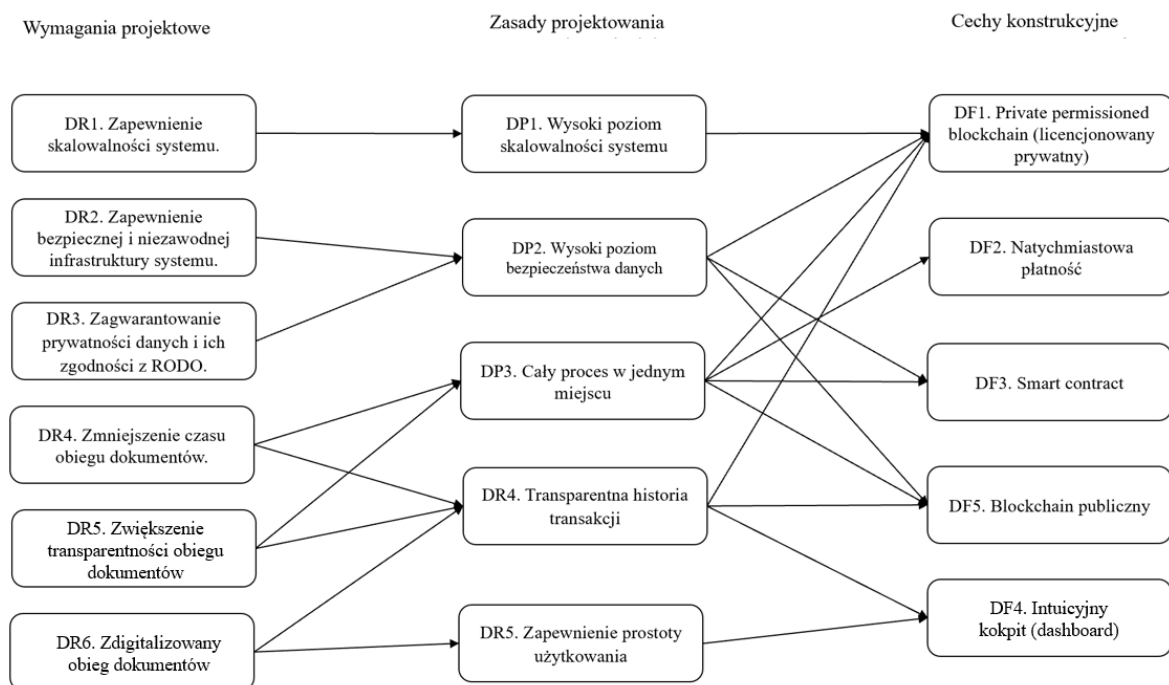 Wymagania projektowe
Zasady projektowania
Cechy konstrukcyjne
DR1. Zapewnienie
skalowalności systemu.
DR2. Zapewnienie
bezpiecznej i niezawodnej
infrastruktury systemu.
DR3. Zagwarantowanie
prywatności danych i ich
zgodności z RODO.
DR4. Zmniejszenie czasu
obiegu dokumentów.
DR5. Zwiększenie
transparentności obiegu
dokumentów
DR6. Zdigitalizowany
obieg dokumentów
DP1. Wysoki poziom
skalowalności systemu
DP2. Wysoki poziom
bezpieczeństwa danych
DP3. Cały proces w jednym
miejscu
DR4. Transparentna historia
transakcji
DR5. Zapewnienie prostoty
użytkowania
DF1. Private permissioned
blockchain (licencjonowany
prywatny)
DF2. Natychmiastowa
płatność
DF3. Smart contract
DF5. Blockchain publiczny
DF4. Intuicyjny
kokpit (dashboard)